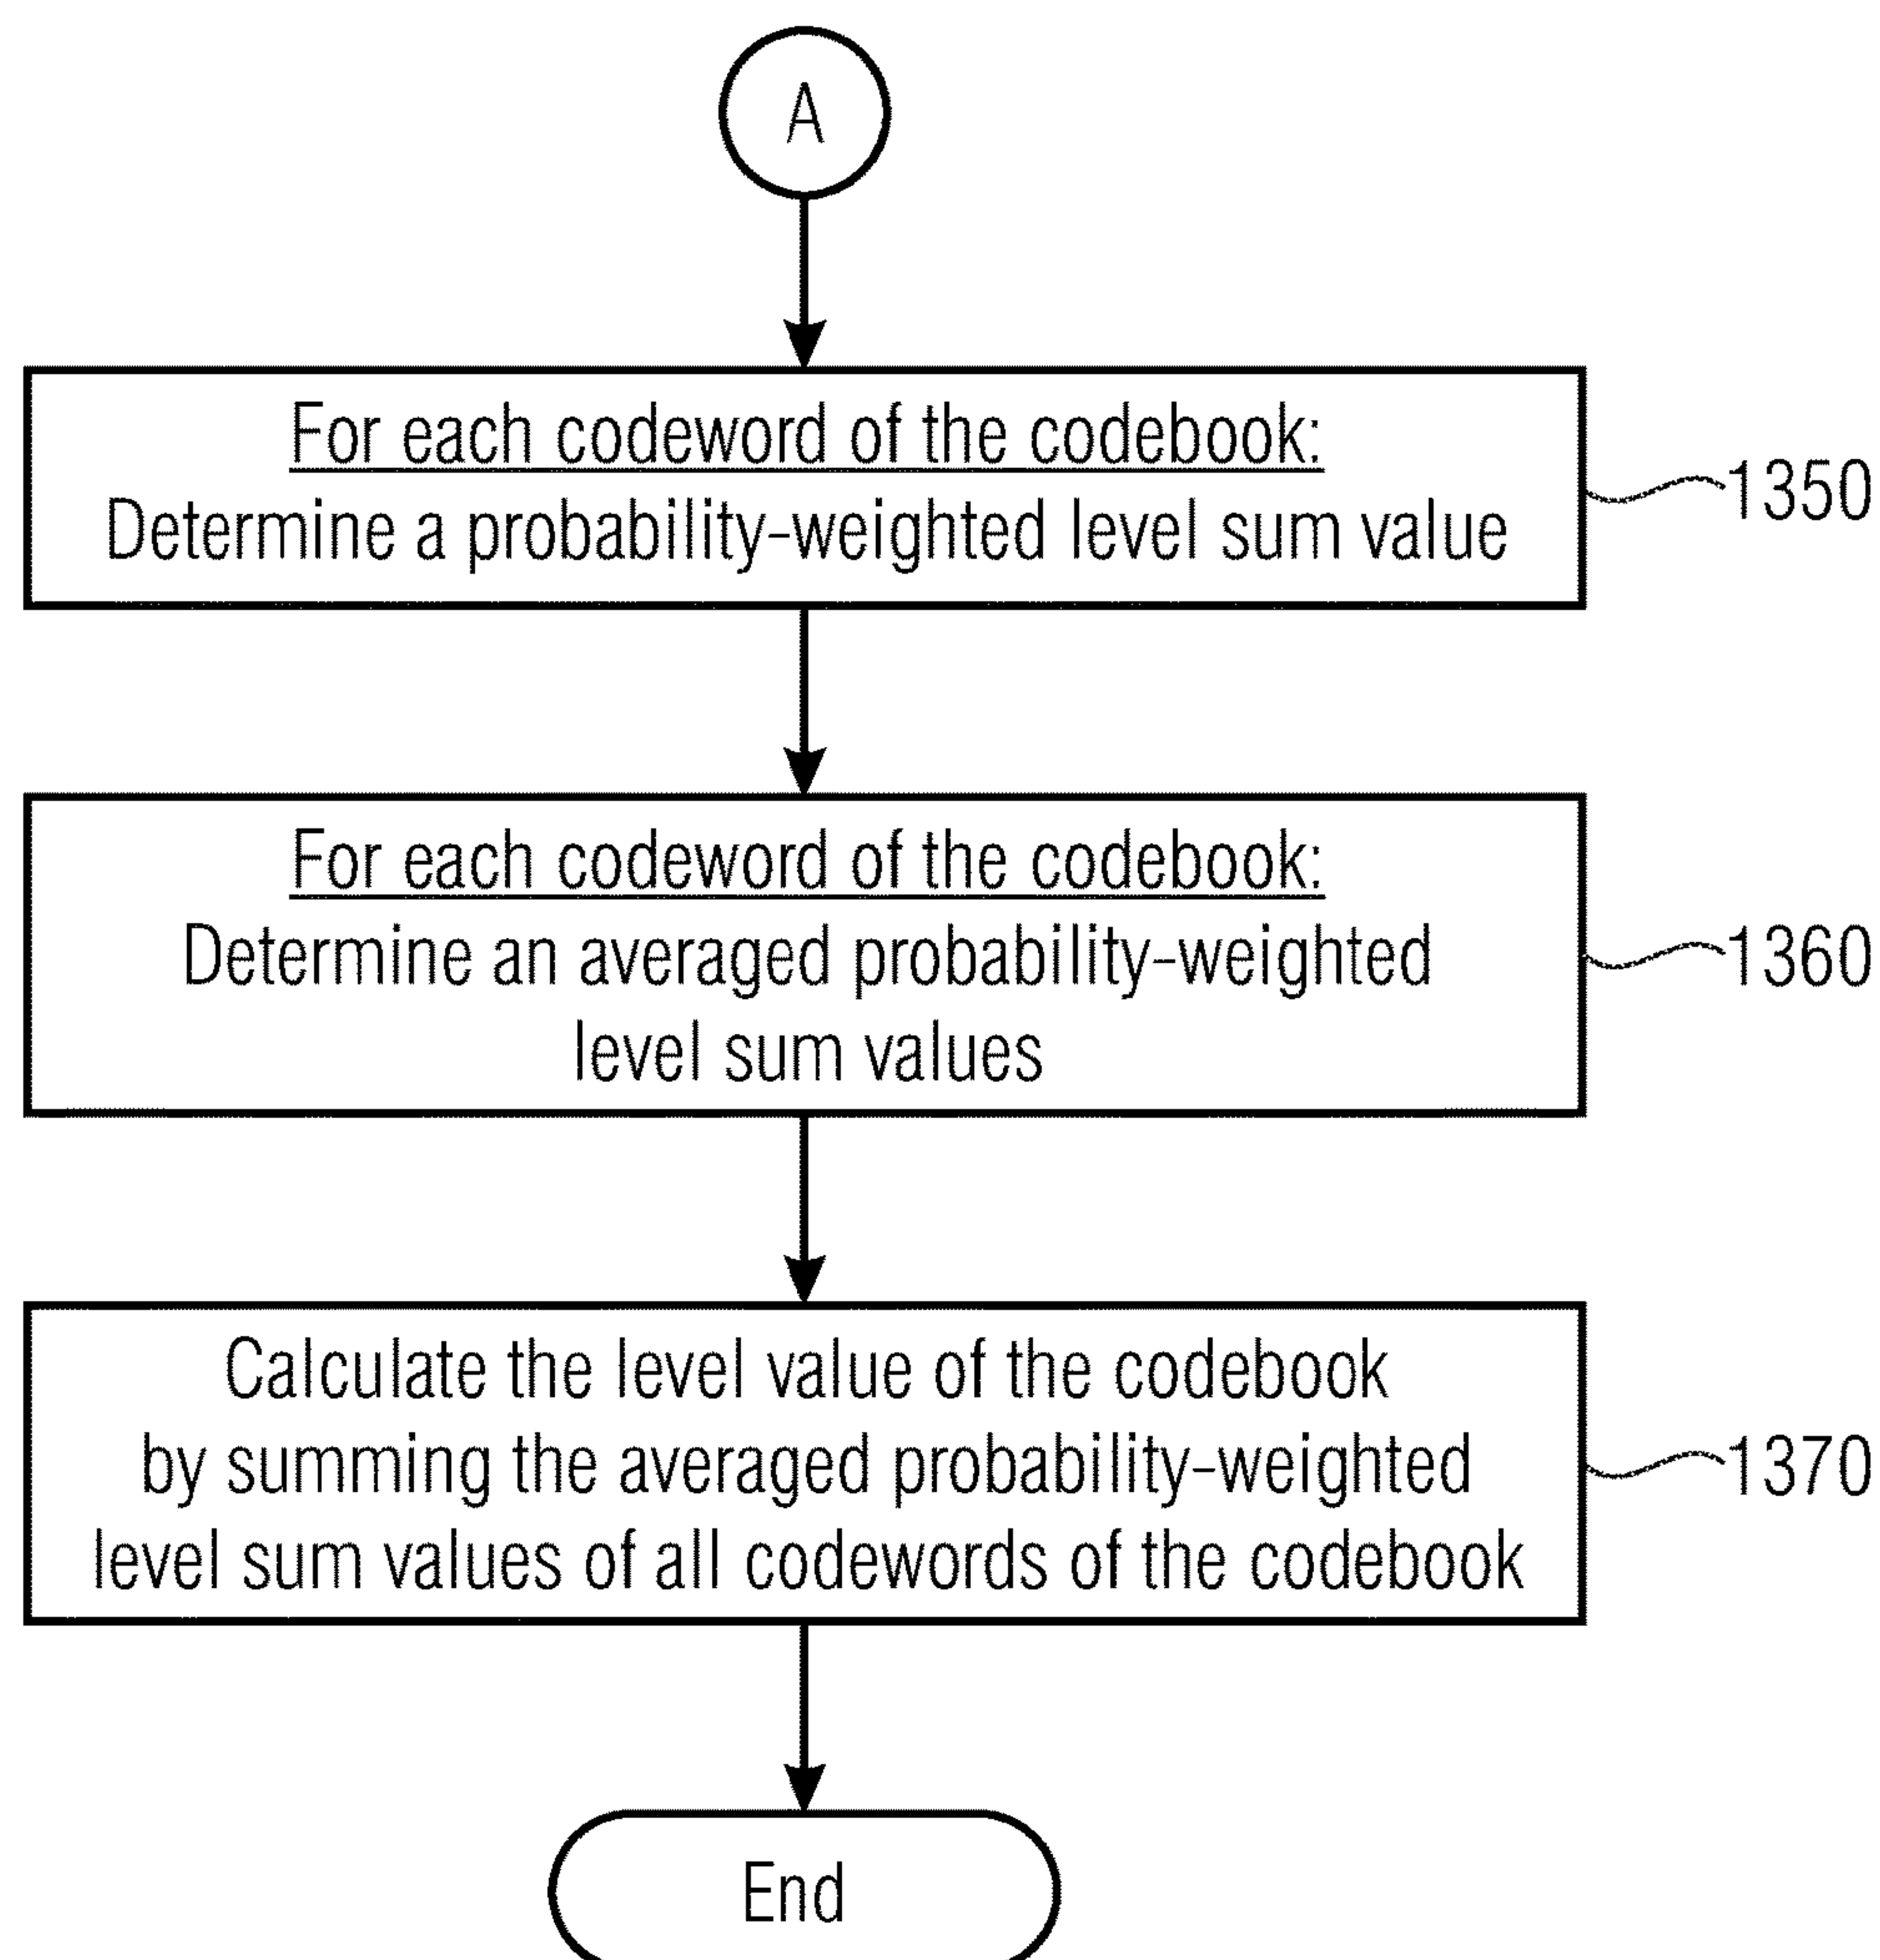 A
For each codeword of the codebook:
Determine a probability-weighted level sum value
1350
For each codeword of the codebook:
Determine an averaged probability-weighted
level sum values
1360
Calculate the level value of the codebook
by summing the averaged probability-weighted
level sum values of all codewords of the codebook
1370
End